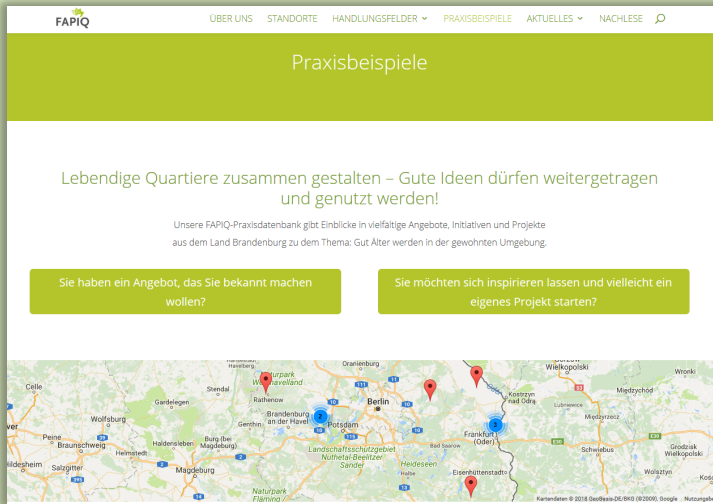 FAPIQ
ÜBER UNS STANDORTE HANDLUNGSFELDER PRAXISBEISPIELE AKTUELLES NACHLESE
Praxisbeispiele
Lebendige Quartiere zusammen gestalten – Gute Ideen dürfen weitergetragen
und genutzt werden!
Unsere FAPIQ-Praxisdatenbank gibt Einblicke in vielfältige Angebote, Initiativen und Projekte
aus dem Land Brandenburg zu dem Thema: Gut Älter werden in der gewohnten Umgebung.
Sie haben ein Angebot, das Sie bekannt machen
wollen?
Sie möchten sich inspirieren lassen und vielleicht ein
eigenes Projekt starten?
Oranienburg
Wielkopolski
Wronki
Celle
Stendal
Rathenow
Gardelegen
Berlin
Kostrzyn
nad Odrą
Lubniewice
Międzychód
Wolfsburg
Genthin
Brandenburg
an der Havel
2
Potsdam
3
Frankfurt
(Oder)
Międzyrzecz
Peine
Braunschweig
Helmstedt
Haldensleben
Burg (bei
Magdeburg)
Landschaftsschutzgebiet
Nuthetal-Beelitzer
Sander
Bad Saarow
Heideseen
Halbe
Schwiebus
Grodzisk
Wielkopolski
Salzgitter
Magdeburg
Eisenhüttenstadt
Wolsztyn
Naturpark
Fläming
Kartendaten © 2018 GeoBasis-DE/BKG (©2009), Google